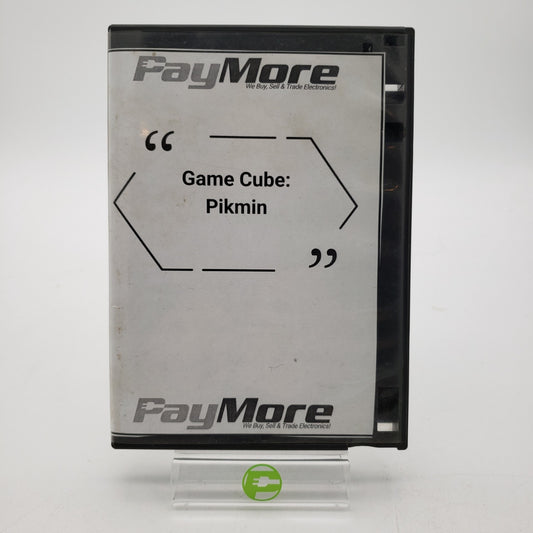 PayMore
We Buy, Sell & Trade Electronics!
“
Game Cube:
Pikmin
”
PayMore
We Buy, Sell & Trade Electronics!